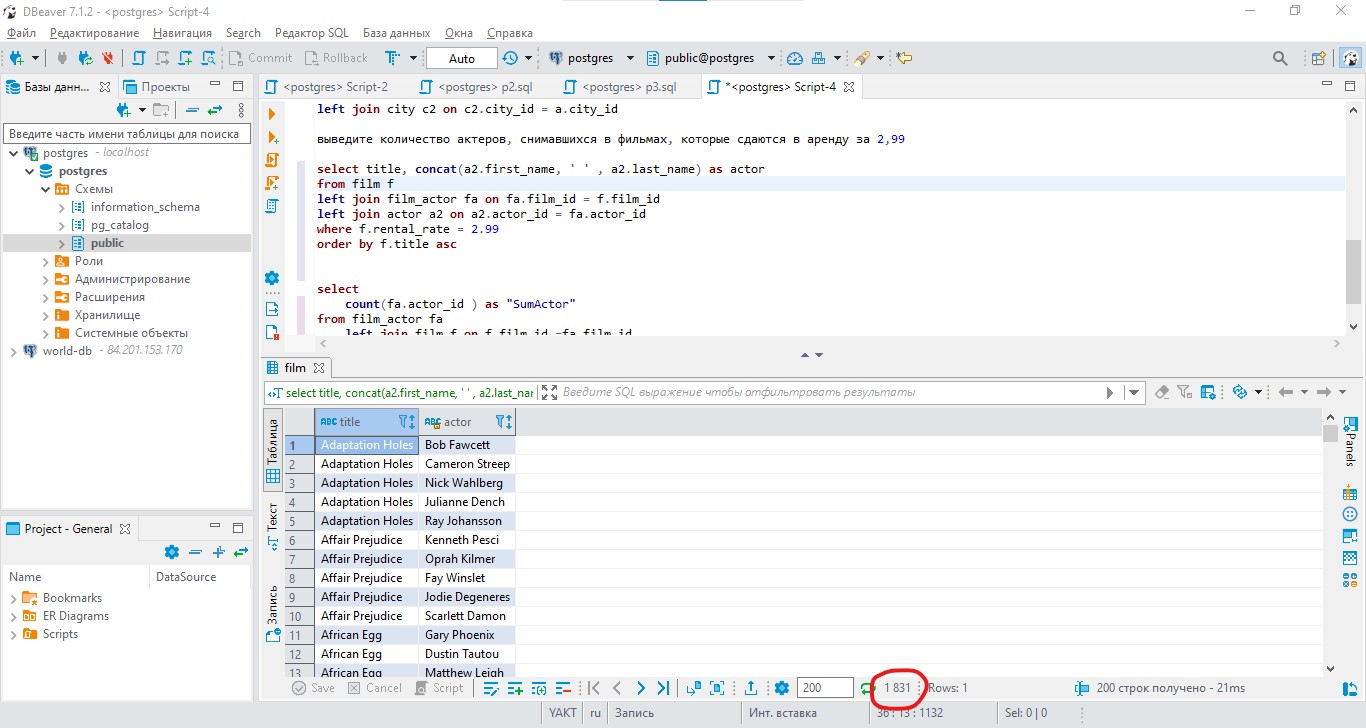 DBeaver 7.1.2 - <postgres> Script-4
Файл Редактирование Навигация Search Редактор SQL База данных Окна Справка
Commit Rollback Auto postgres public@postgres
Базы данн... Проекты
<postgres> Script-2 <postgres> p2.sql <postgres> p3.sql *<postgres> Script-4
Введите часть имени таблицы для поиска
postgres - localhost
postgres
Схемы
information_schema
pg_catalog
public
Роли
Администрирование
Расширения
Хранилище
Системные объекты
world-db - 84.201.153.170
left join city c2 on c2.city_id = a.city_id
выведите количество актеров, снимавшихся в фильмах, которые сдаются в аренду за 2,99
select title, concat(a2.first_name, ' ' , a2.last_name) as actor
from film f
left join film_actor fa on fa.film_id = f.film_id
left join actor a2 on a2.actor_id = fa.actor_id
where f.rental_rate = 2.99
order by f.title asc
select
count(fa.actor_id ) as "SumActor"
from film_actor fa
left join film f on f.film_id =fa.film_id
film
select title, concat(a2.first_name, ' ' , a2.last_nar Введите SQL выражение чтобы отфильтровать результаты
Таблица
Текст
Запись
title actor
1 Adaptation Holes Bob Fawcett
2 Adaptation Holes Cameron Streep
3 Adaptation Holes Nick Wahlberg
4 Adaptation Holes Julianne Dench
5 Adaptation Holes Ray Johansson
6 Affair Prejudice Kenneth Pesci
7 Affair Prejudice Oprah Kilmer
8 Affair Prejudice Fay Winslet
9 Affair Prejudice Jodie Degeneres
10 Affair Prejudice Scarlett Damon
11 African Egg Gary Phoenix
12 African Egg Dustin Tautou
13 African Egg Matthew Leigh
Panels
Project - General
Name DataSource
Bookmarks
ER Diagrams
Scripts
Save Cancel Script 200 1 831 Rows: 1 200 строк получено - 21ms
YAKT ru Запись Инт. вставка 36 : 13 : 1132 Sel: 0 | 0